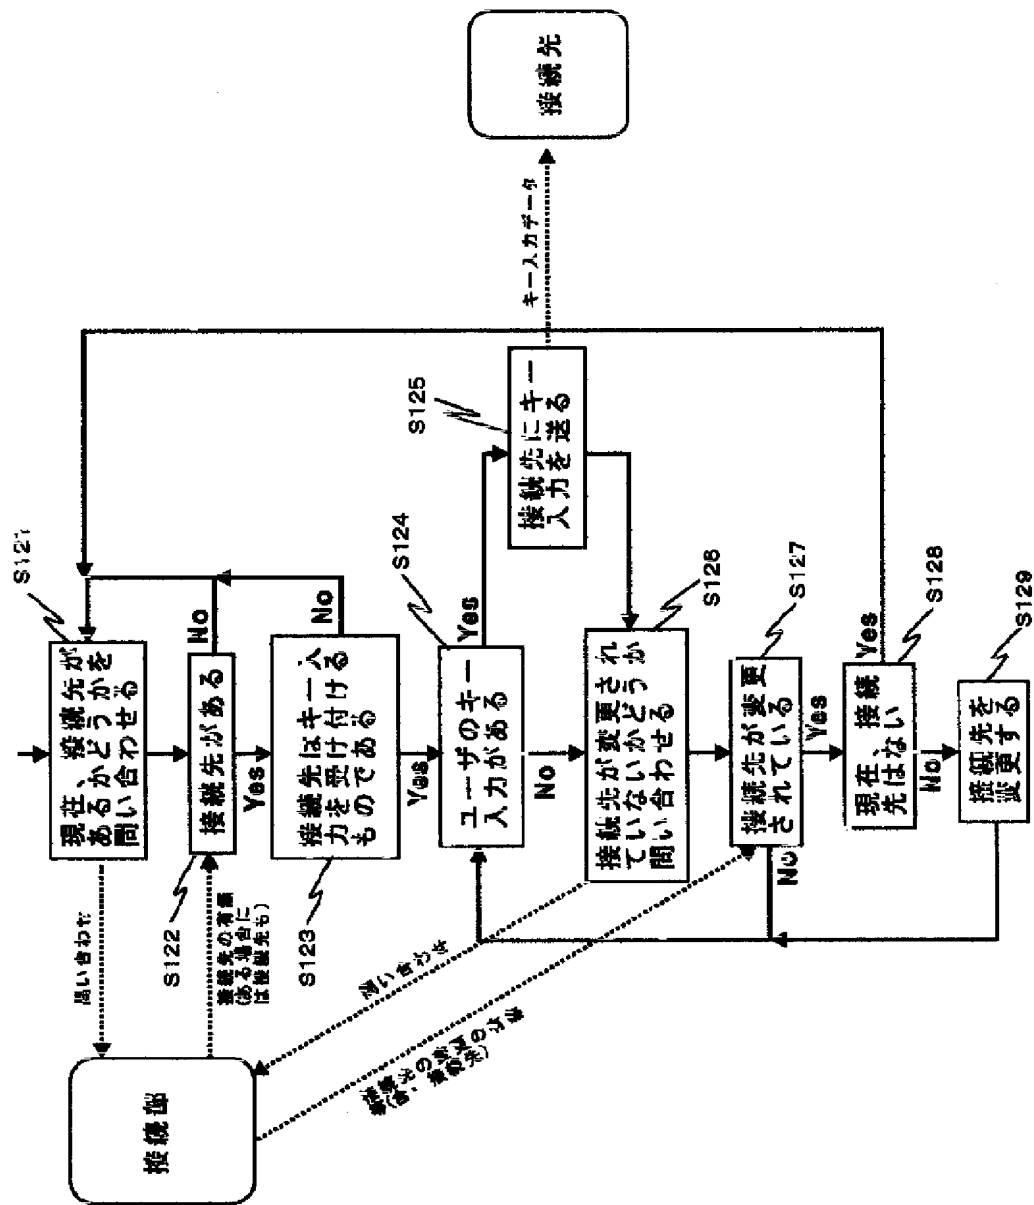 接続先
キー入力データ
S121
現在、接続先が
あるかどうかを
問い合わせる
問い合わせ
接続部
S122
接続先がある
No
Yes
接続先の有無
(ある場合に
は接続先も)
S123
接続先はキー入
力を受け付ける
ものである
No
Yes
S124
ユーザのキー
入力がある
Yes
No
S125
接続先にキー
入力を送る
S126
接続先が変更され
ていないかどうか
問い合わせる
問い合わせ
接続先の変更の有無
S127
接続先が変更
されている
No
Yes
S128
現在、接続
先はない
Yes
No
S129
接続先を
変更する